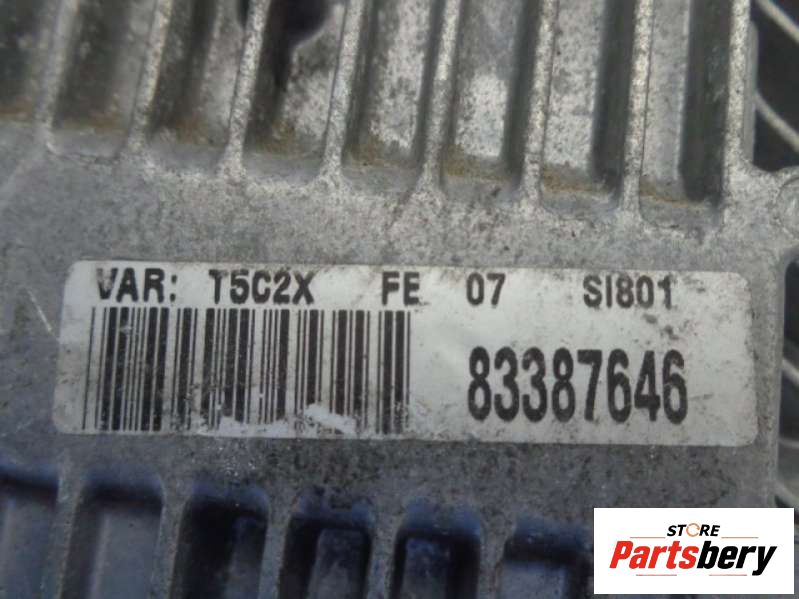 VAR: T5C2X FE 07 SI801
83387646
STORE
Partsbery